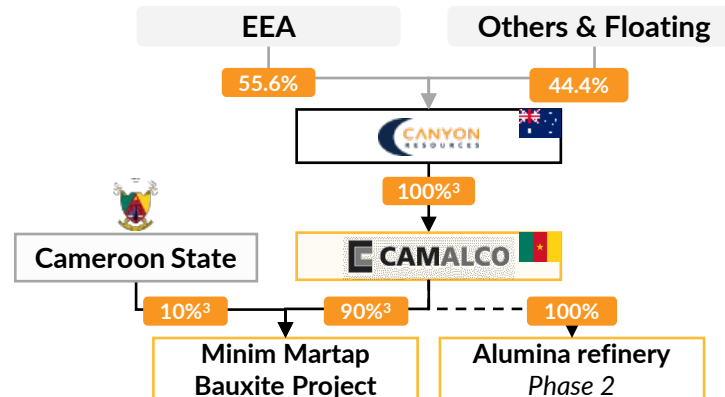 EEA
Others & Floating
55.6%
44.4%
CANYON
RESOURCES
100%³
Cameroon State
CAMALCO
10%³
90%³
100%
Minim Martap
Bauxite Project
Alumina refinery
Phase 2